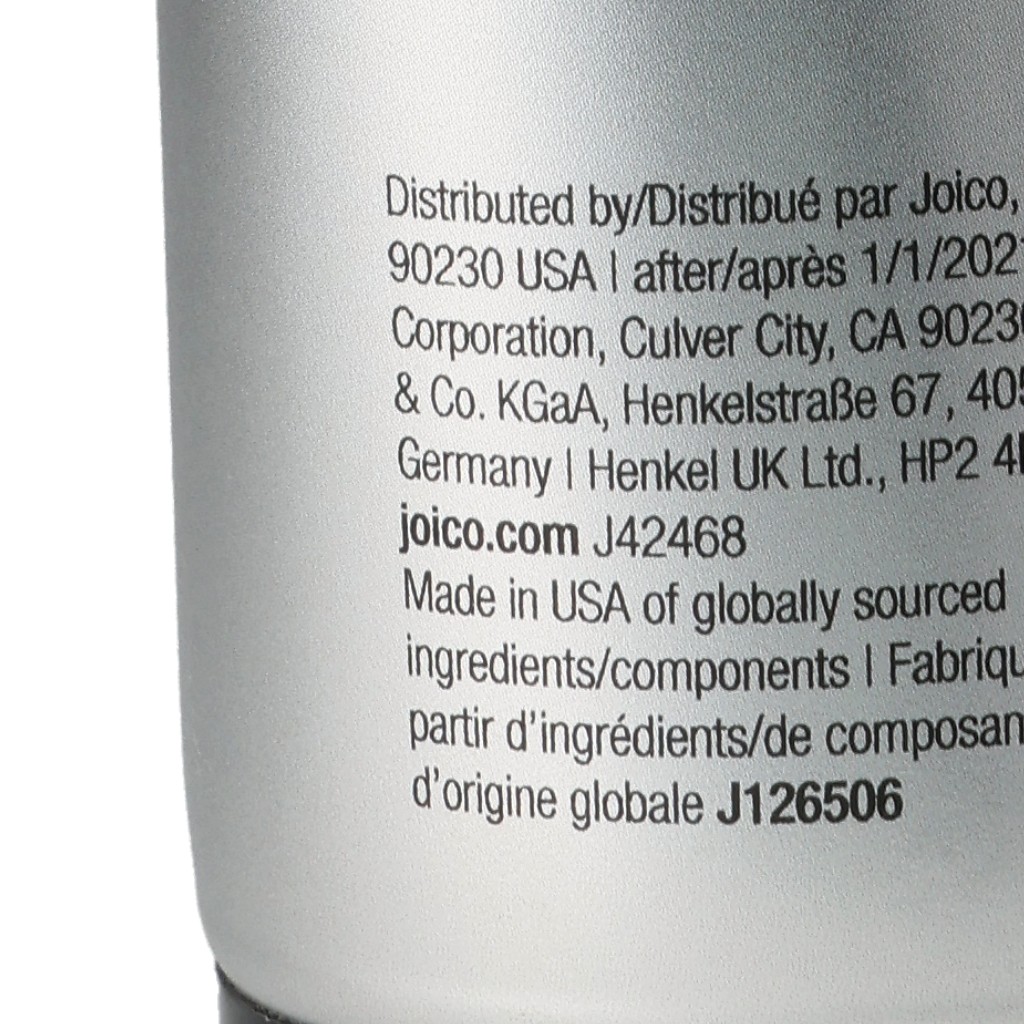 Distributed by/Distribué par Joico,
90230 USA | after/après 1/1/202
Corporation, Culver City, CA 9023
& Co. KGaA, Henkelstraße 67, 40
Germany | Henkel UK Ltd., HP2 4
joico.com J42468
Made in USA of globally sourced
ingredients/components | Fabriqu
partir d'ingrédients/de composan
d'origine globale J126506